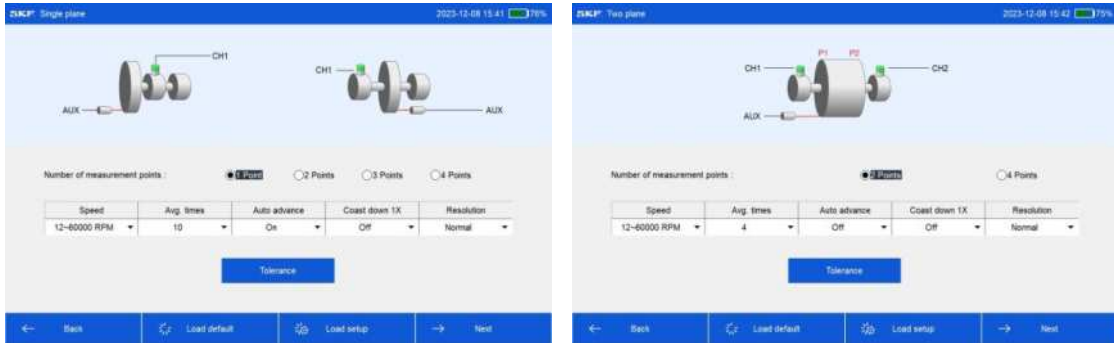 SKF Single plane 2023-12-08 15:41 76%
CH1
CH1
AUX
AUX
Number of measurement points : 1 Point 2 Points 3 Points 4 Points
Speed Avg. times Auto advance Coast down 1X Resolution
12~60000 RPM 10 On Off Normal
Tolerance
Back Load default Load setup Next
SKF Two plane 2023-12-08 15:42 75%
P1 P2
CH1 CH2
AUX
Number of measurement points : 2 Points 4 Points
Speed Avg. times Auto advance Coast down 1X Resolution
12~60000 RPM 4 Off Off Normal
Tolerance
Back Load default Load setup Next